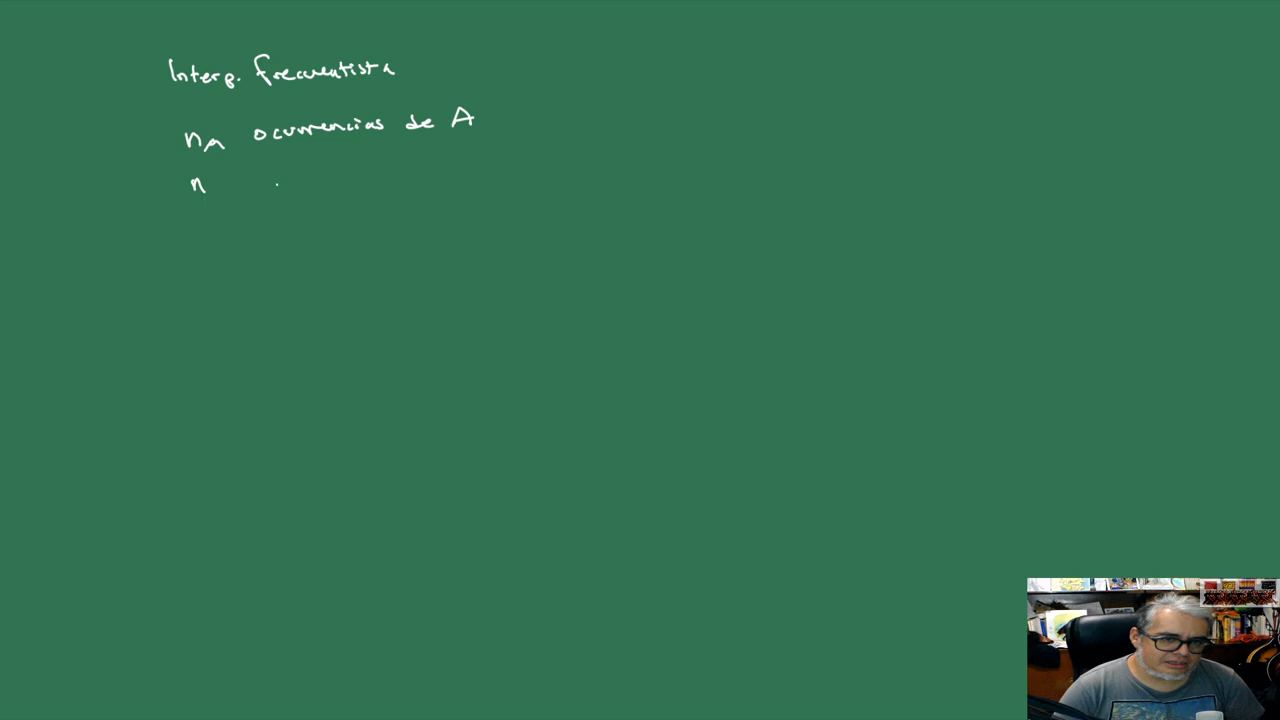 Interp. frecuentista
nA ocurrencias de A
n